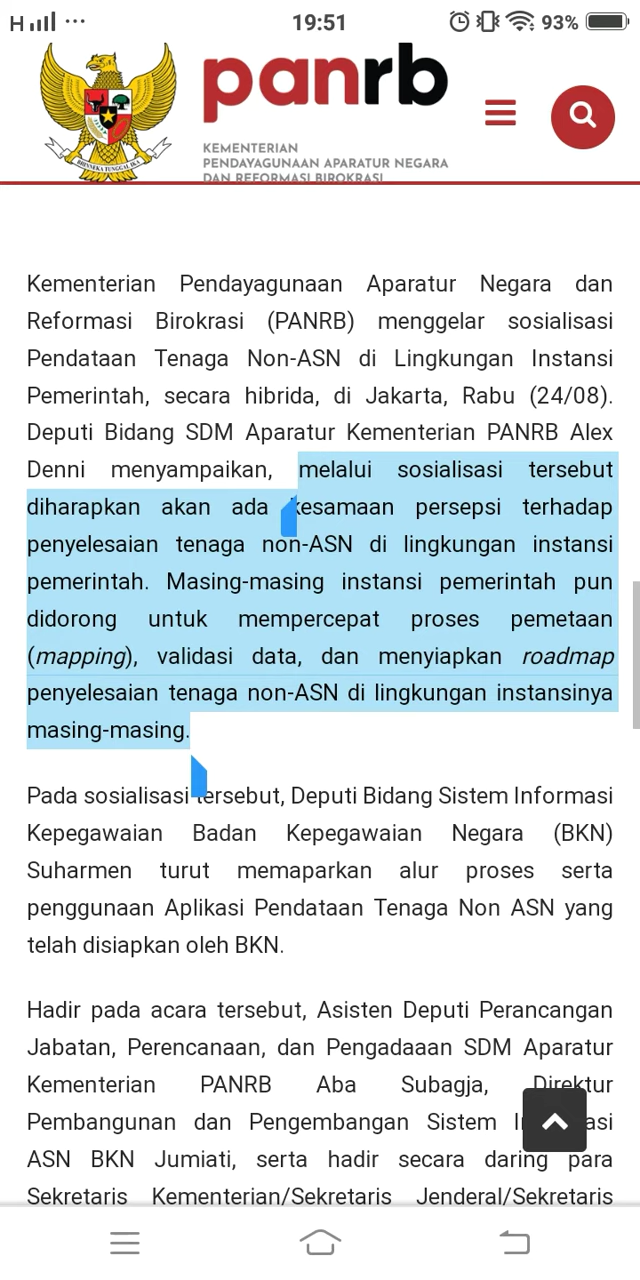 H ... 19:51 93%
panrb
KEMENTERIAN
PENDAYAGUNAAN APARATUR NEGARA
DAN REFORMASI BIROKRASI
BHINNEKA TUNGGAL IKA
Kementerian Pendayagunaan Aparatur Negara dan
Reformasi Birokrasi (PANRB) menggelar sosialisasi
Pendataan Tenaga Non-ASN di Lingkungan Instansi
Pemerintah, secara hibrida, di Jakarta, Rabu (24/08).
Deputi Bidang SDM Aparatur Kementerian PANRB Alex
Denni menyampaikan, melalui sosialisasi tersebut
diharapkan akan ada kesamaan persepsi terhadap
penyelesaian tenaga non-ASN di lingkungan instansi
pemerintah. Masing-masing instansi pemerintah pun
didorong untuk mempercepat proses pemetaan
(mapping), validasi data, dan menyiapkan roadmap
penyelesaian tenaga non-ASN di lingkungan instansinya
masing-masing.
Pada sosialisasi tersebut, Deputi Bidang Sistem Informasi
Kepegawaian Badan Kepegawaian Negara (BKN)
Suharmen turut memaparkan alur proses serta
penggunaan Aplikasi Pendataan Tenaga Non ASN yang
telah disiapkan oleh BKN.
Hadir pada acara tersebut, Asisten Deputi Perancangan
Jabatan, Perencanaan, dan Pengadaaan SDM Aparatur
Kementerian PANRB Aba Subagja, Direktur
Pembangunan dan Pengembangan Sistem
ASN BKN Jumiati, serta hadir secara daring para
Sekretaris Kementerian/Sekretaris Jenderal/Sekretaris